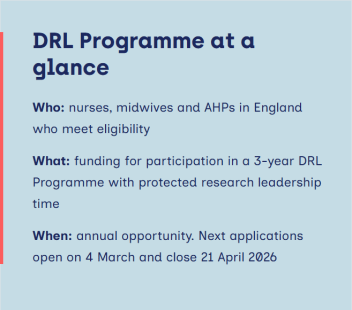 DRL Programme at a
glance
Who: nurses, midwives and AHPs in England
who meet eligibility
What: funding for participation in a 3-year DRL
Programme with protected research leadership
time
When: annual opportunity. Next applications
open on 4 March and close 21 April 2026